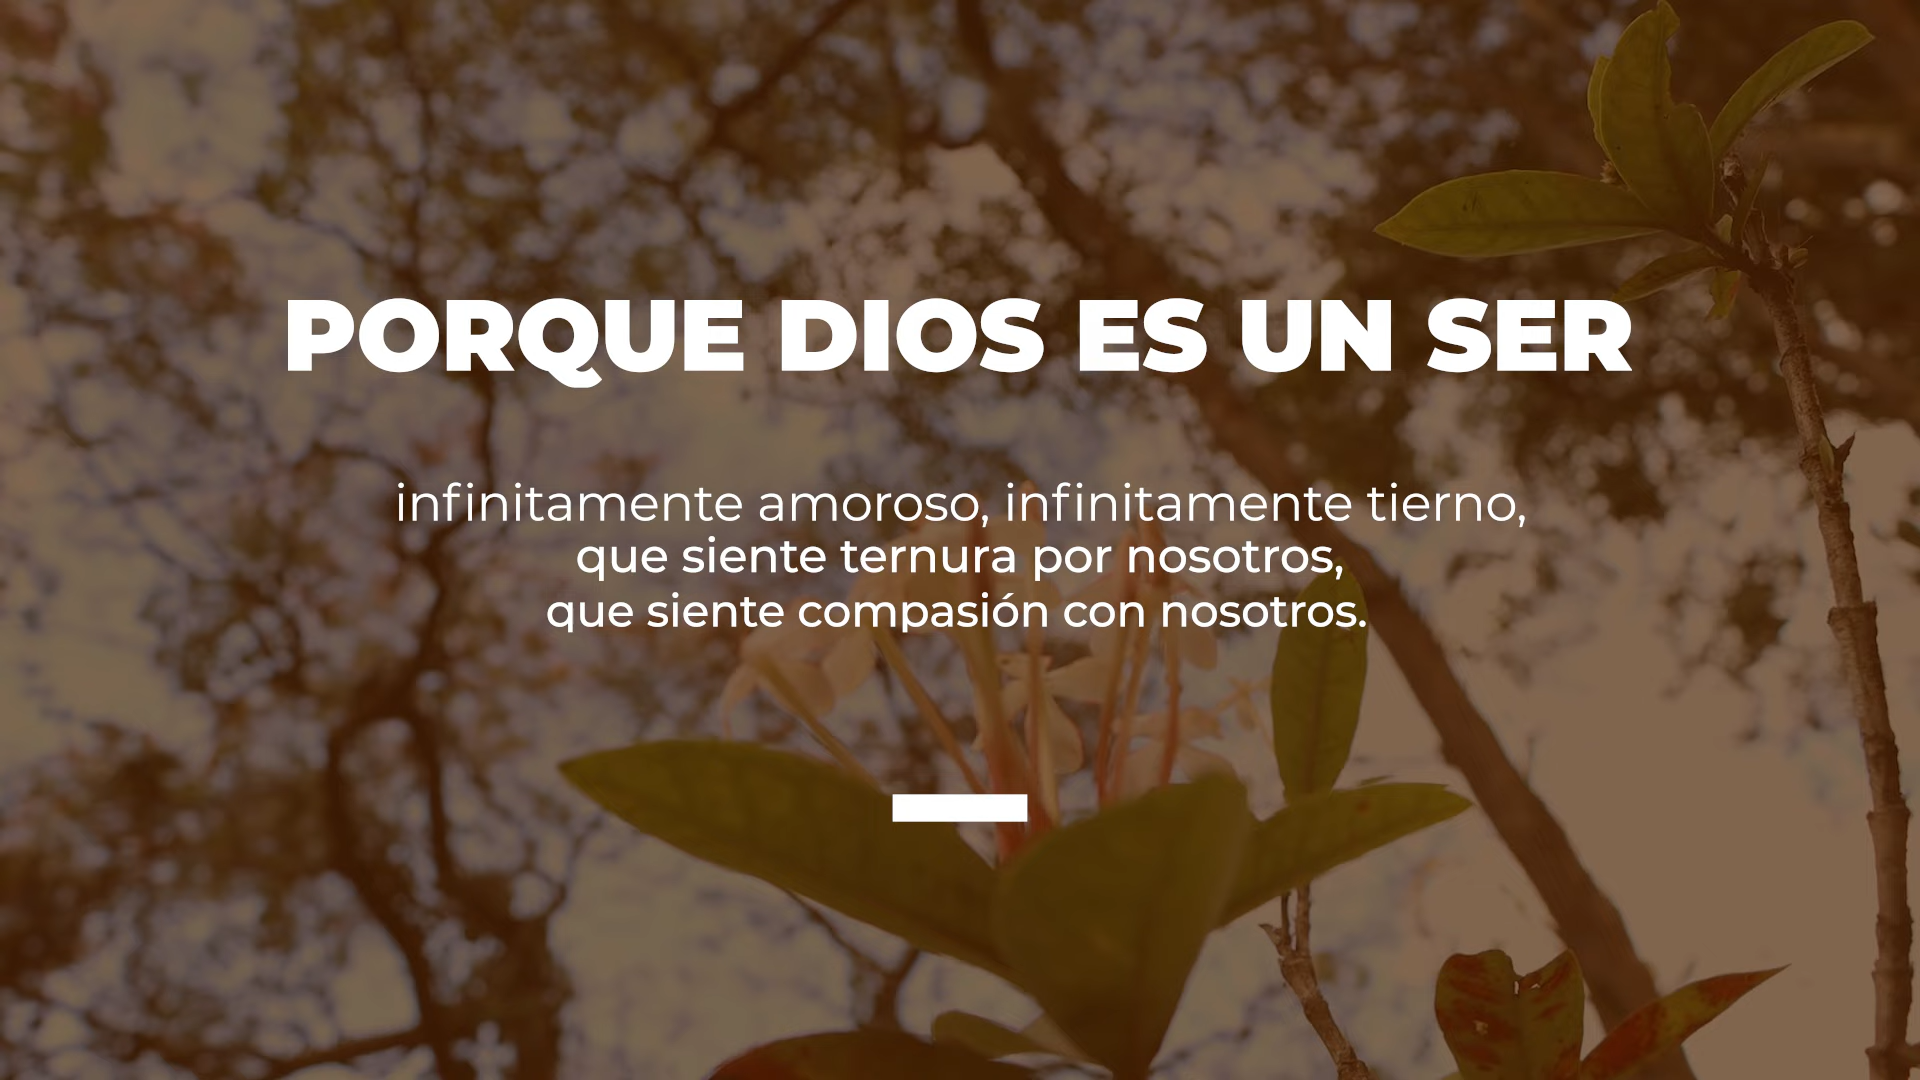 PORQUE DIOS ES UN SER
infinitamente amoroso, infinitamente tierno,
que siente ternura por nosotros,
que siente compasión con nosotros.